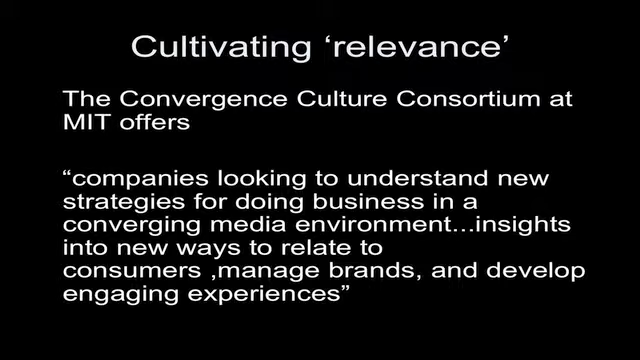 Cultivating ‘relevance’
The Convergence Culture Consortium at
MIT offers
“companies looking to understand new
strategies for doing business in a
converging media environment...insights
into new ways to relate to
consumers ,manage brands, and develop
engaging experiences”